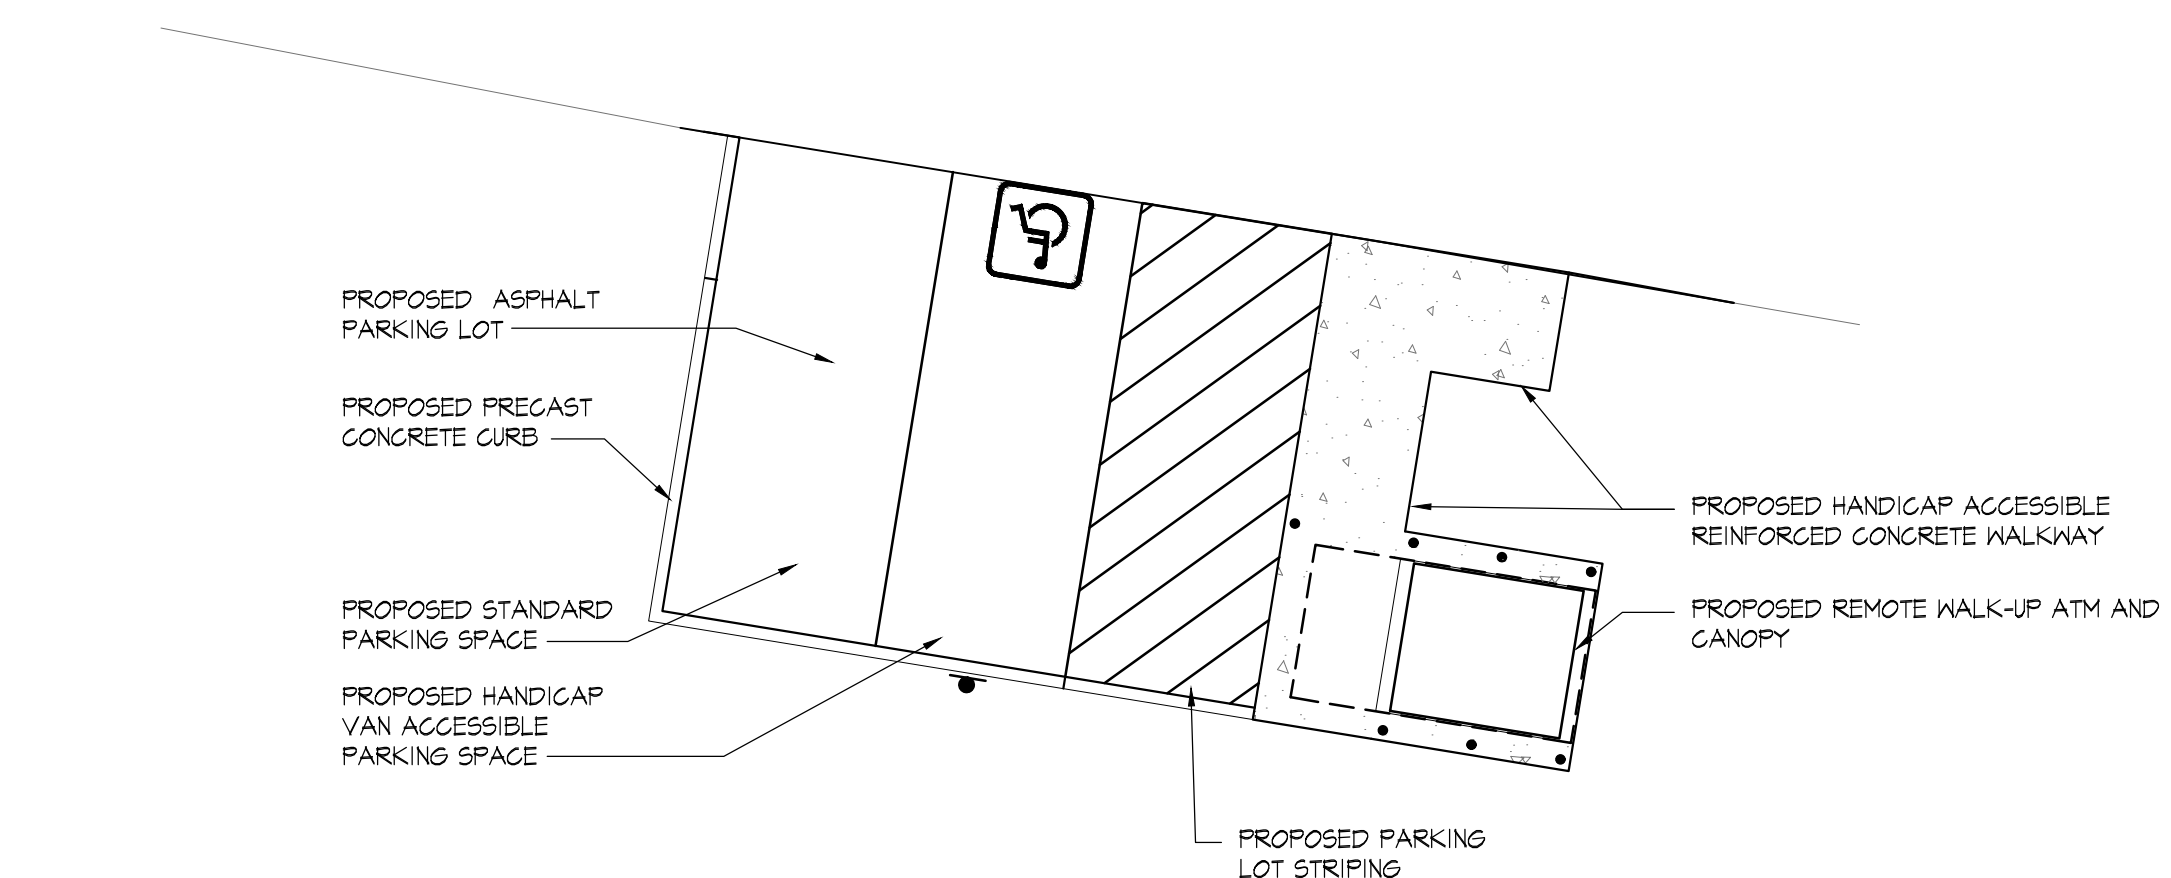 PROPOSED ASPHALT
PARKING LOT
PROPOSED PRECAST
CONCRETE CURB
PROPOSED STANDARD
PARKING SPACE
PROPOSED HANDICAP
VAN ACCESSIBLE
PARKING SPACE
PROPOSED HANDICAP ACCESSIBLE
REINFORCED CONCRETE WALKWAY
PROPOSED REMOTE WALK-UP ATM AND
CANOPY
PROPOSED PARKING
LOT STRIPING